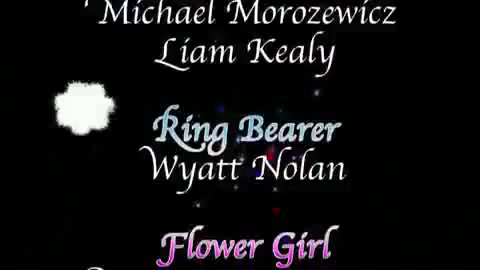 Michael Morozewicz
Liam Kealy
Ring Bearer
Wyatt Nolan
Flower Girl